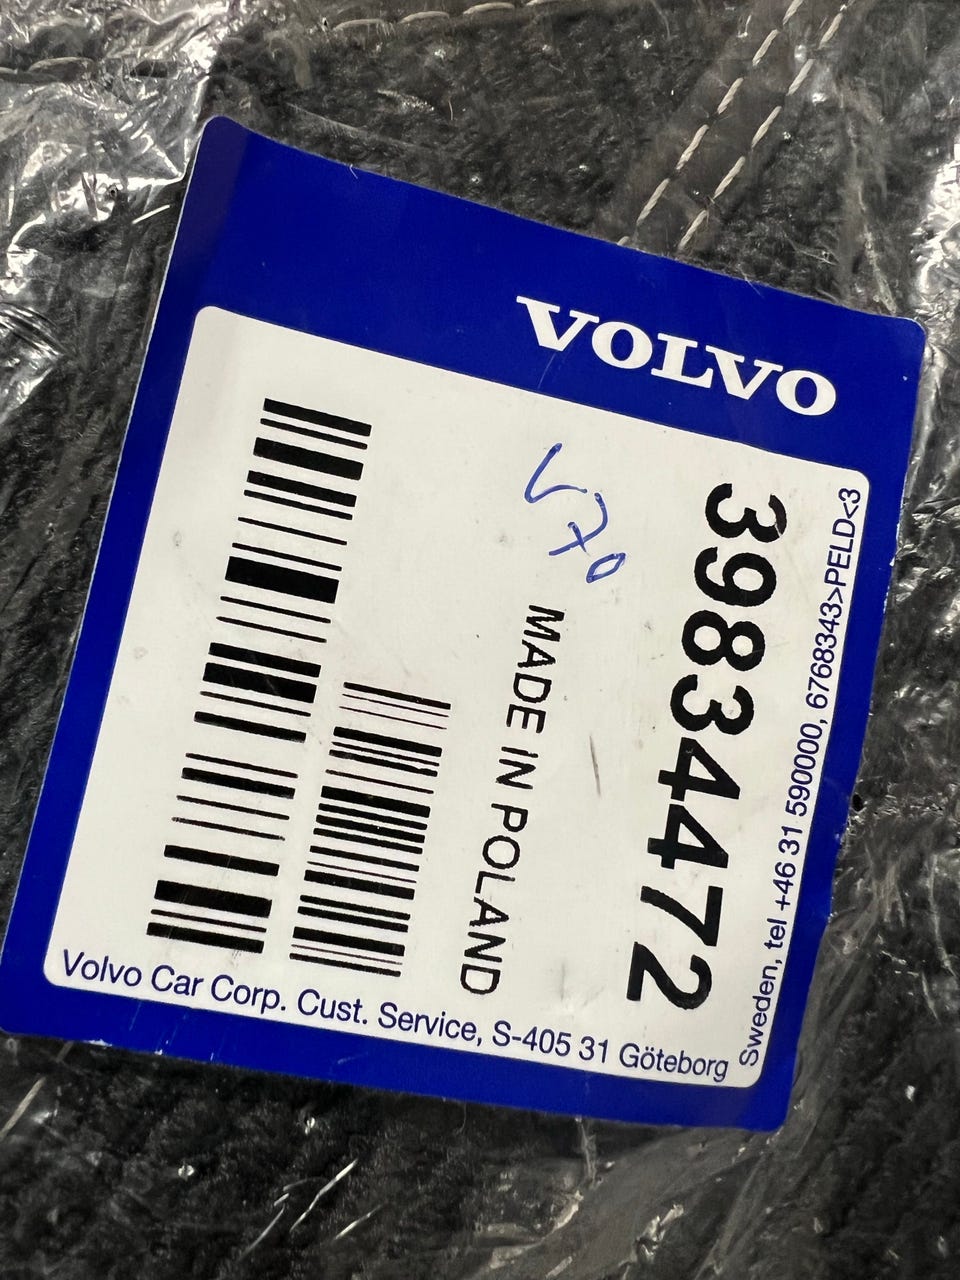 VOLVO
3983472
V70
MADE IN POLAND
Volvo Car Corp. Cust. Service, S-405 31 Göteborg
Sweden, tel +46 31 590000, 6768343>PELD<3